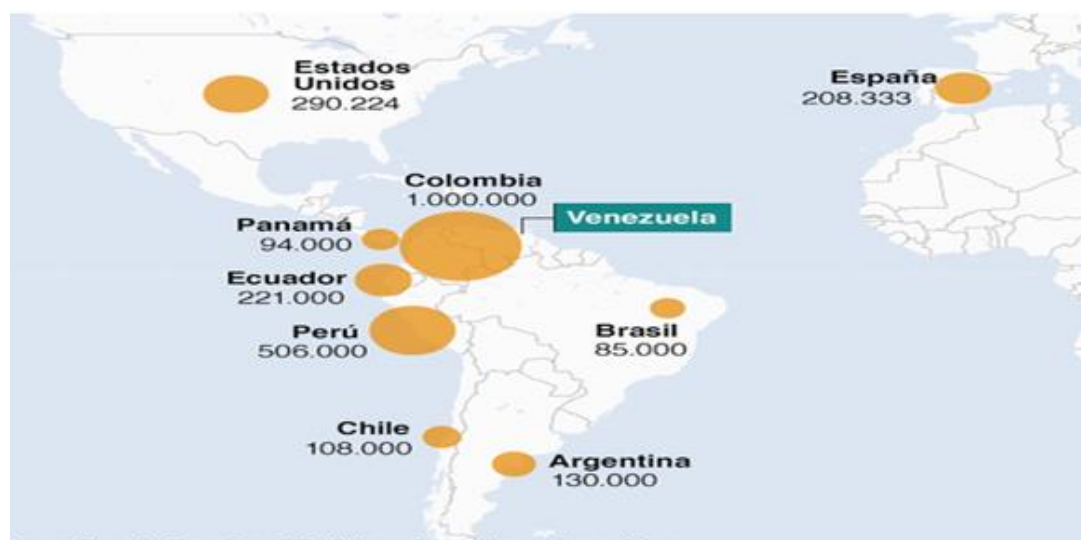 Estados
Unidos
290.224
España
208.333
Colombia
1.000.000
Venezuela
Panamá
94.000
Ecuador
221.000
Perú
506.000
Brasil
85.000
Chile
108.000
Argentina
130.000